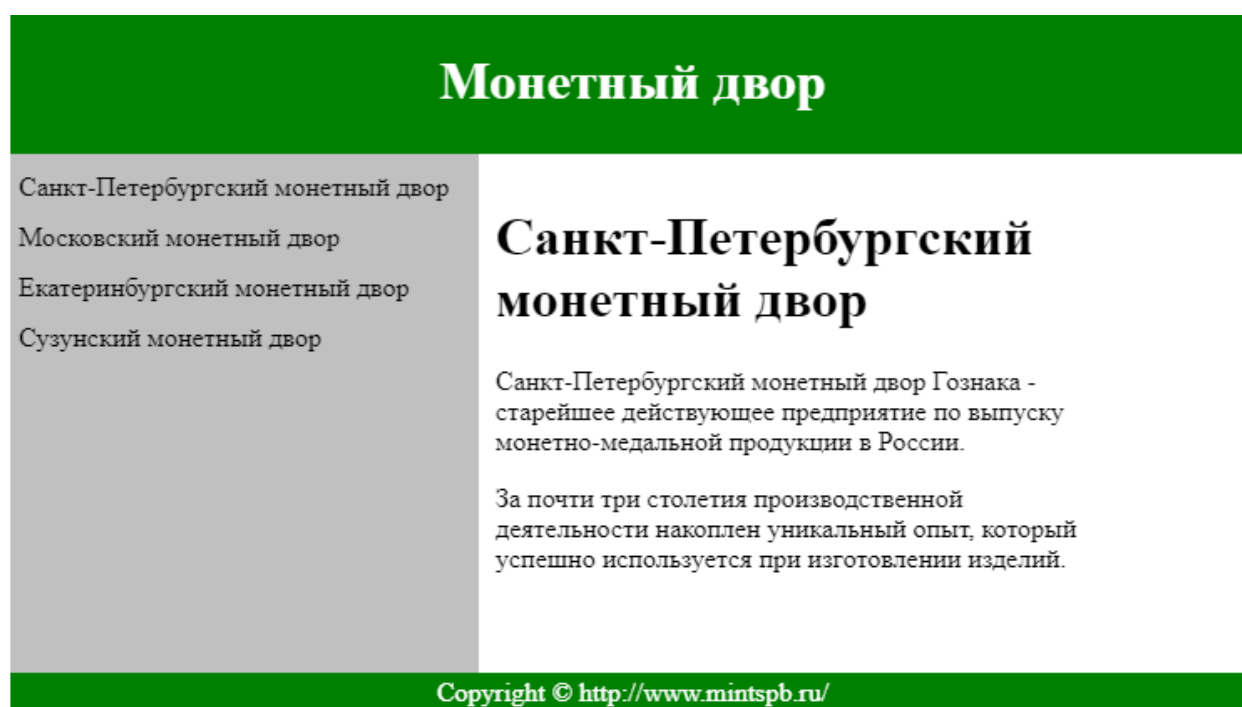 Монетный двор
Санкт-Петербургский монетный двор
Московский монетный двор
Екатеринбургский монетный двор
Сузунский монетный двор
Санкт-Петербургский
монетный двор
Санкт-Петербургский монетный двор Гознака -
старейшее действующее предприятие по выпуску
монетно-медальной продукции в России.
За почти три столетия производственной
деятельности накоплен уникальный опыт, который
успешно используется при изготовлении изделий.
Copyright © http://www.mintspb.ru/